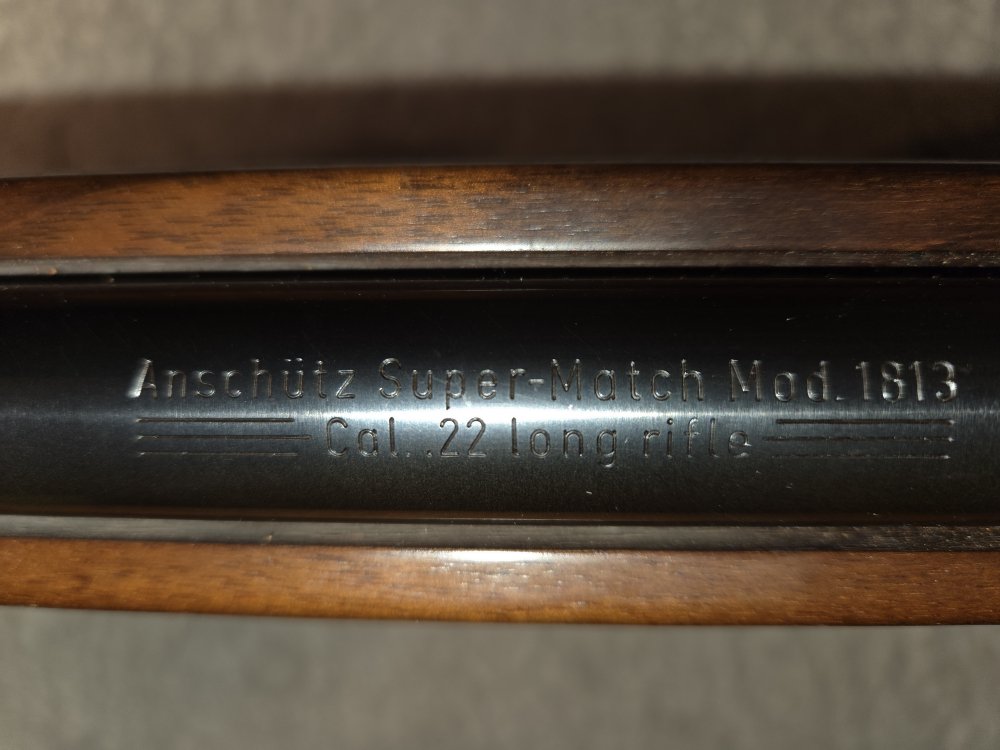 Anschütz Super-Match Mod. 1813
Cal. .22 long rifle